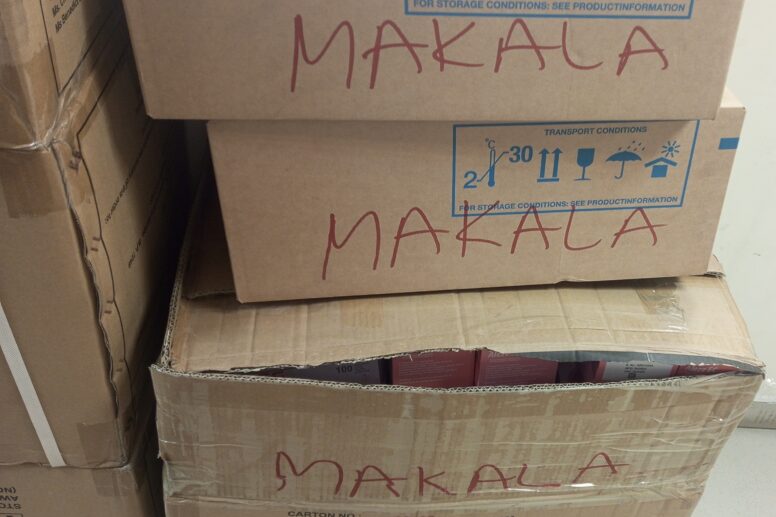 FOR STORAGE CONDITIONS: SEE PRODUCTINFORMATION
MAKALA
TRANSPORT CONDITIONS
°C
2 30
FOR STORAGE CONDITIONS: SEE PRODUCTINFORMATION
MAKALA
100
MAKALA
CARTON NO